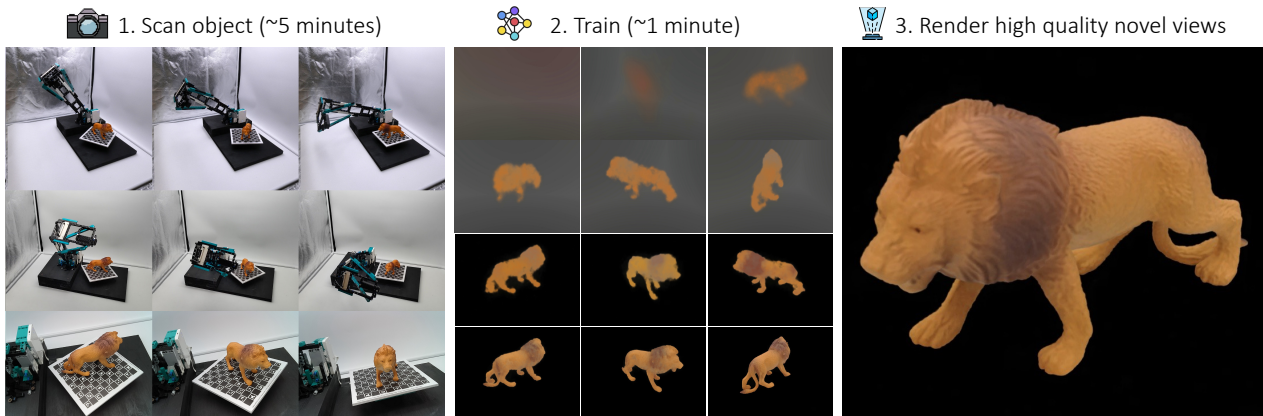 1. Scan object (~5 minutes)
2. Train (~1 minute)
3. Render high quality novel views